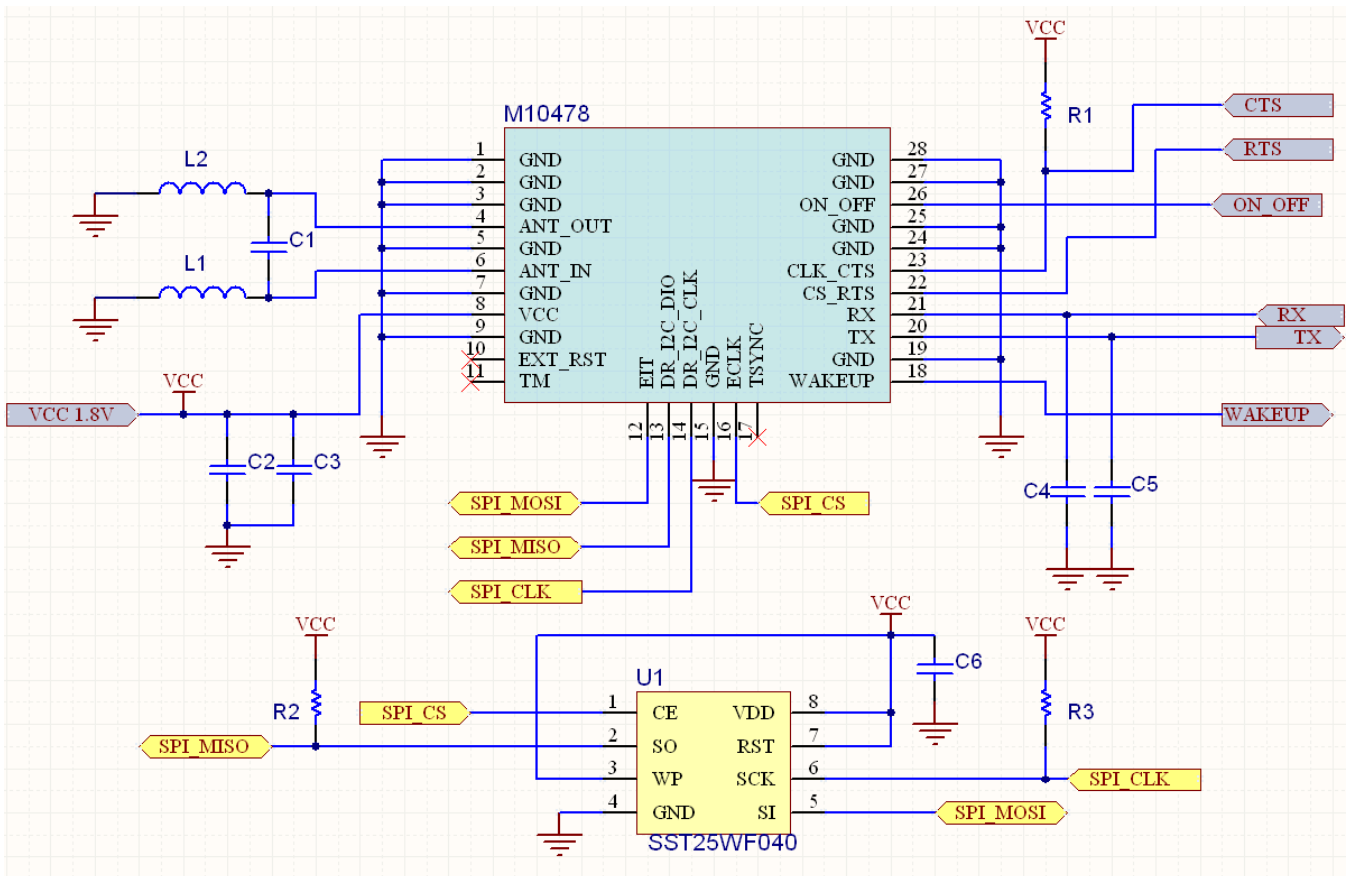 VCC
M10478
R1
CTS
RTS
ON_OFF
RX
TX
WAKEUP
L2
C1
L1
1 GND
2 GND
3 GND
4 ANT_OUT
5 GND
6 ANT_IN
7 GND
8 VCC
9 GND
10 EXT_RST
11 TM
28 GND
27 GND
26 ON_OFF
25 GND
24 GND
23 CLK_CTS
22 CS_RTS
21 RX
20 TX
19 GND
18 WAKEUP
12 EIT
13 DR_I2C_DIO
14 DR_I2C_CLK
15 GND
16 ECLK
17 TSYNC
VCC
VCC 1.8V
C2
C3
SPI_MOSI
SPI_MISO
SPI_CLK
SPI_CS
C4
C5
VCC
R2
SPI_MISO
SPI_CS
U1
1 CE
2 SO
3 WP
4 GND
VDD 8
RST 7
SCK 6
SI 5
SST25WF040
VCC
C6
VCC
R3
SPI_CLK
SPI_MOSI